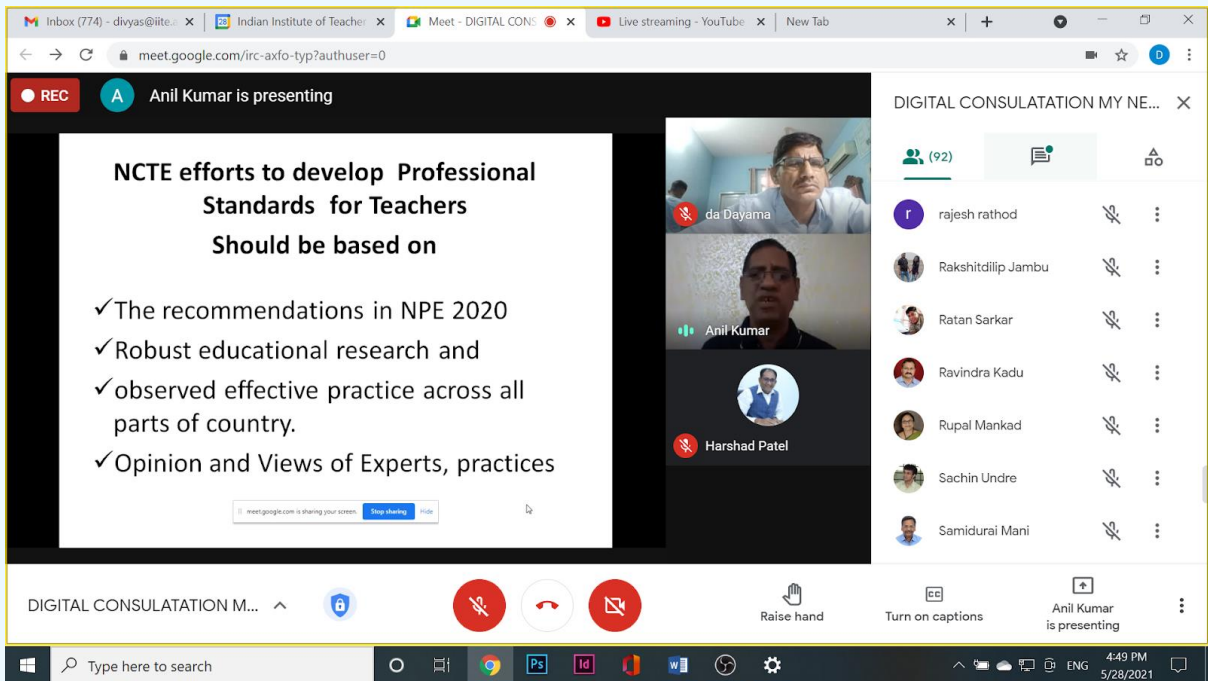 Inbox (774) - divyas@iite.a
Indian Institute of Teacher
Meet - DIGITAL CONS
Live streaming - YouTube
New Tab
meet.google.com/irc-axfo-typ?authuser=0
D
REC
A
Anil Kumar is presenting
NCTE efforts to develop Professional
Standards for Teachers
Should be based on
✓The recommendations in NPE 2020
✓Robust educational research and
✓observed effective practice across all
parts of country.
✓Opinion and Views of Experts, practices
meet.google.com is sharing your screen.
Stop sharing
Hide
da Dayama
Anil Kumar
Harshad Patel
DIGITAL CONSULATATION MY NE...
(92)
r
rajesh rathod
Rakshitdilip Jambu
Ratan Sarkar
Ravindra Kadu
Rupal Mankad
Sachin Undre
Samidurai Mani
DIGITAL CONSULATATION M...
Raise hand
CC
Turn on captions
Anil Kumar
is presenting
Type here to search
Ps
Id
W
ENG
4:49 PM
5/28/2021